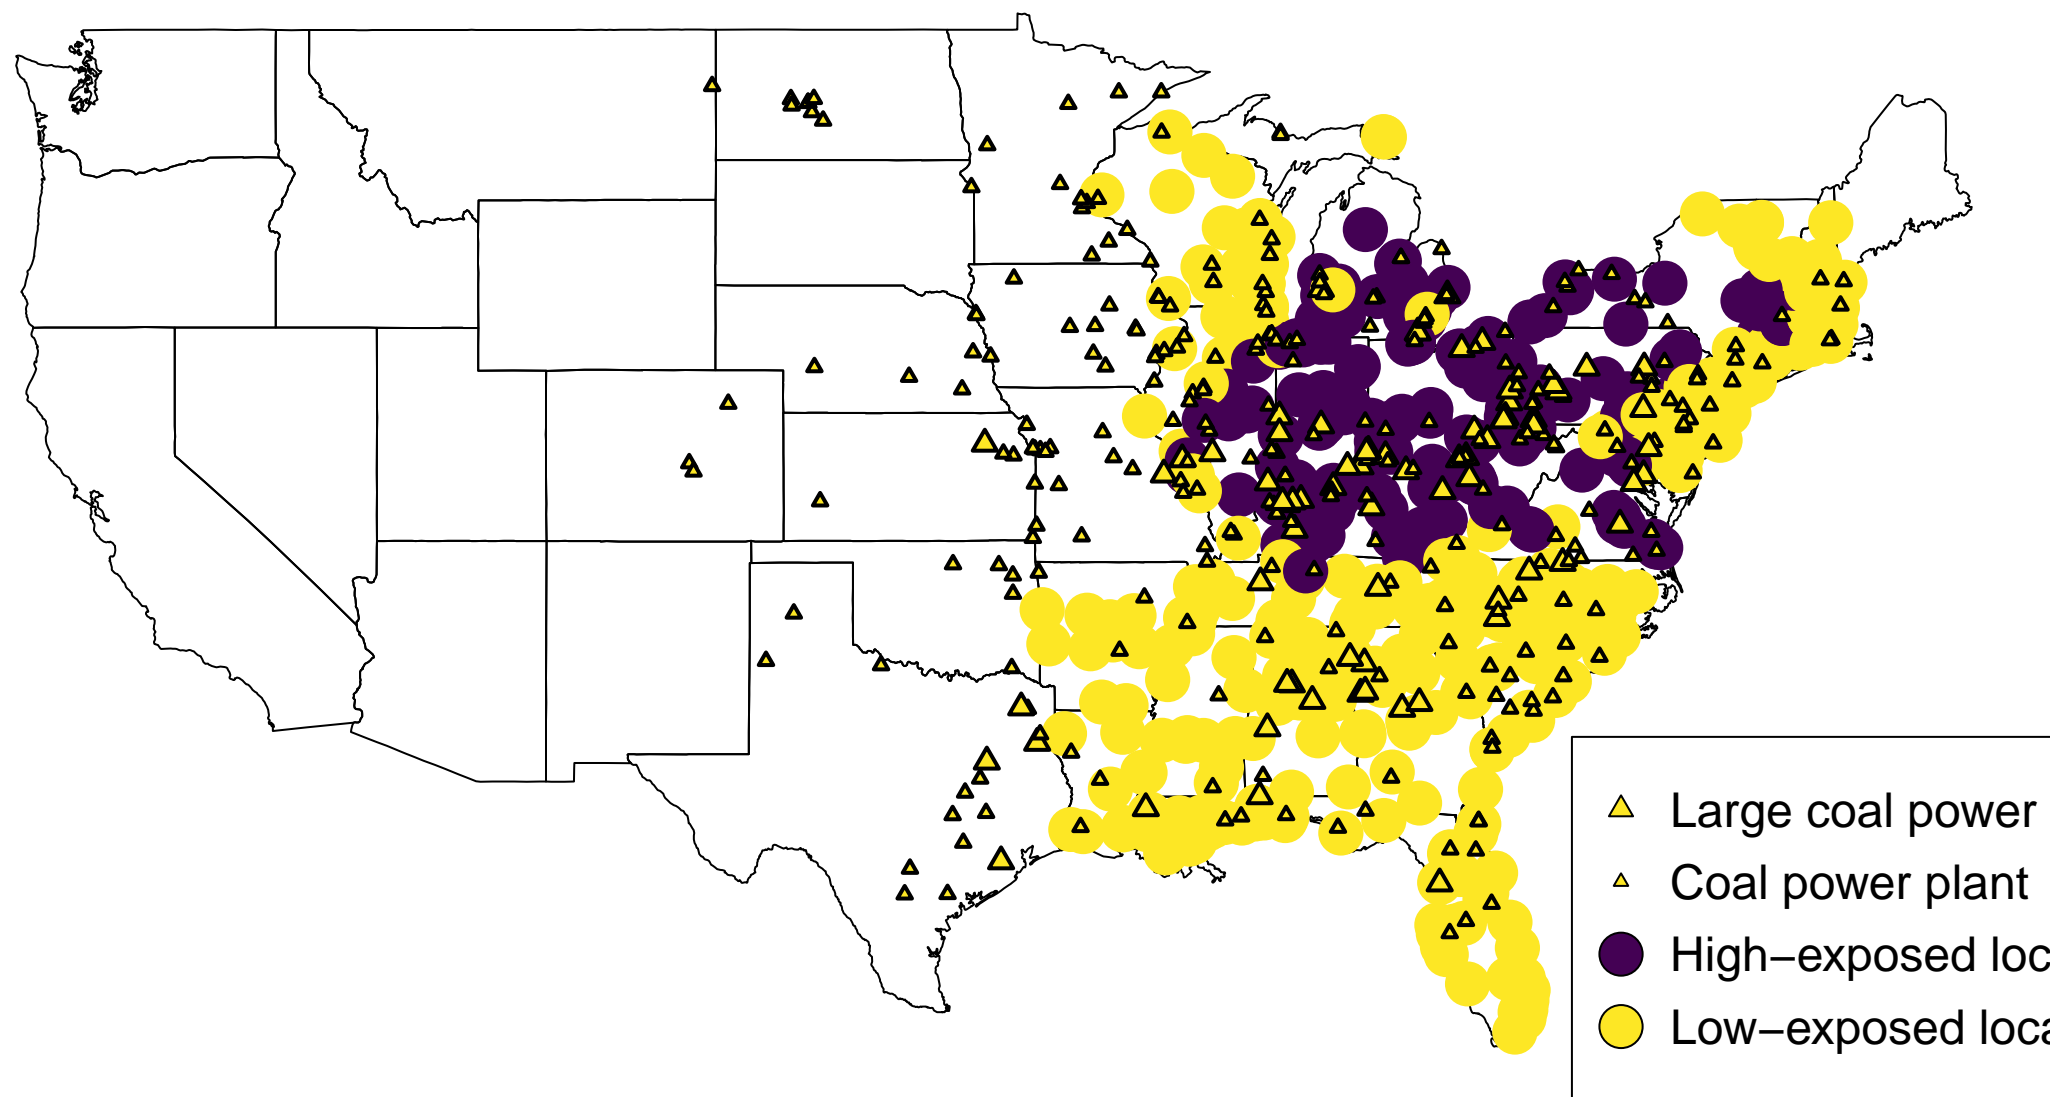 Large coal power
Coal power plant
High−exposed loc
Low−exposed loca